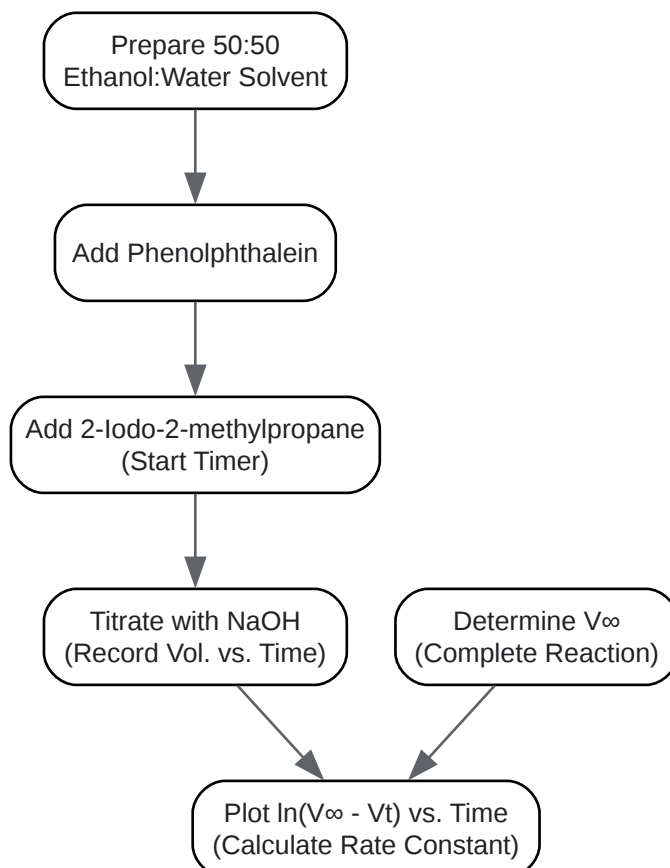 Prepare 50:50
Ethanol:Water Solvent
Add Phenolphthalein
Add 2-Iodo-2-methylpropane
(Start Timer)
Titrate with NaOH
(Record Vol. vs. Time)
Determine V∞
(Complete Reaction)
Plot ln(V∞ - Vt) vs. Time
(Calculate Rate Constant)